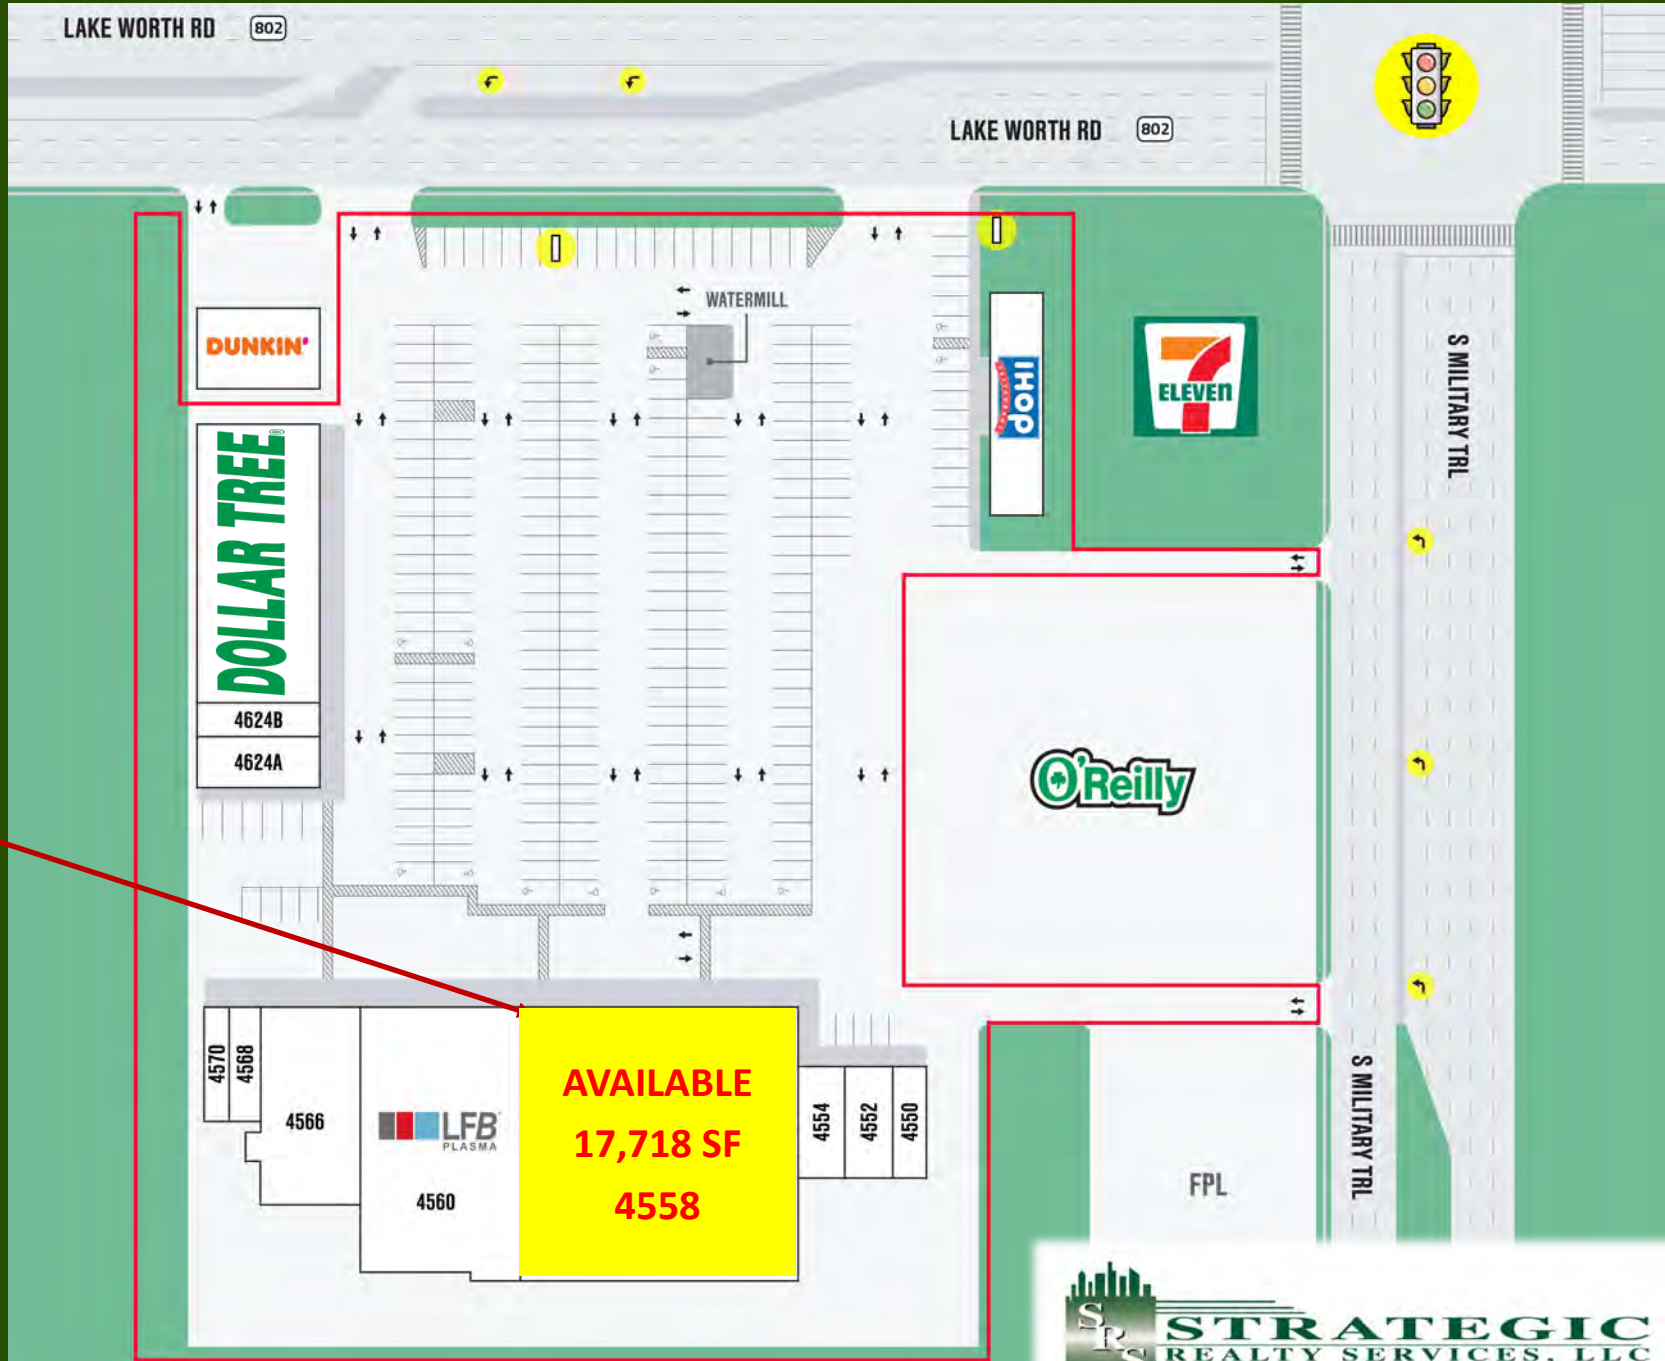 LAKE WORTH RD 802
LAKE WORTH RD 802
WATERMILL
DUNKIN'
IHOP
7
ELEVEN
S MILITARY TRL
DOLLAR TREE
4624B
4624A
O'Reilly
4570
4568
4566
LFB
PLASMA
4560
AVAILABLE
17,718 SF
4558
4554
4552
4550
FPL
S MILITARY TRL
SRS
STRATEGIC
REALTY SERVICES, LLC